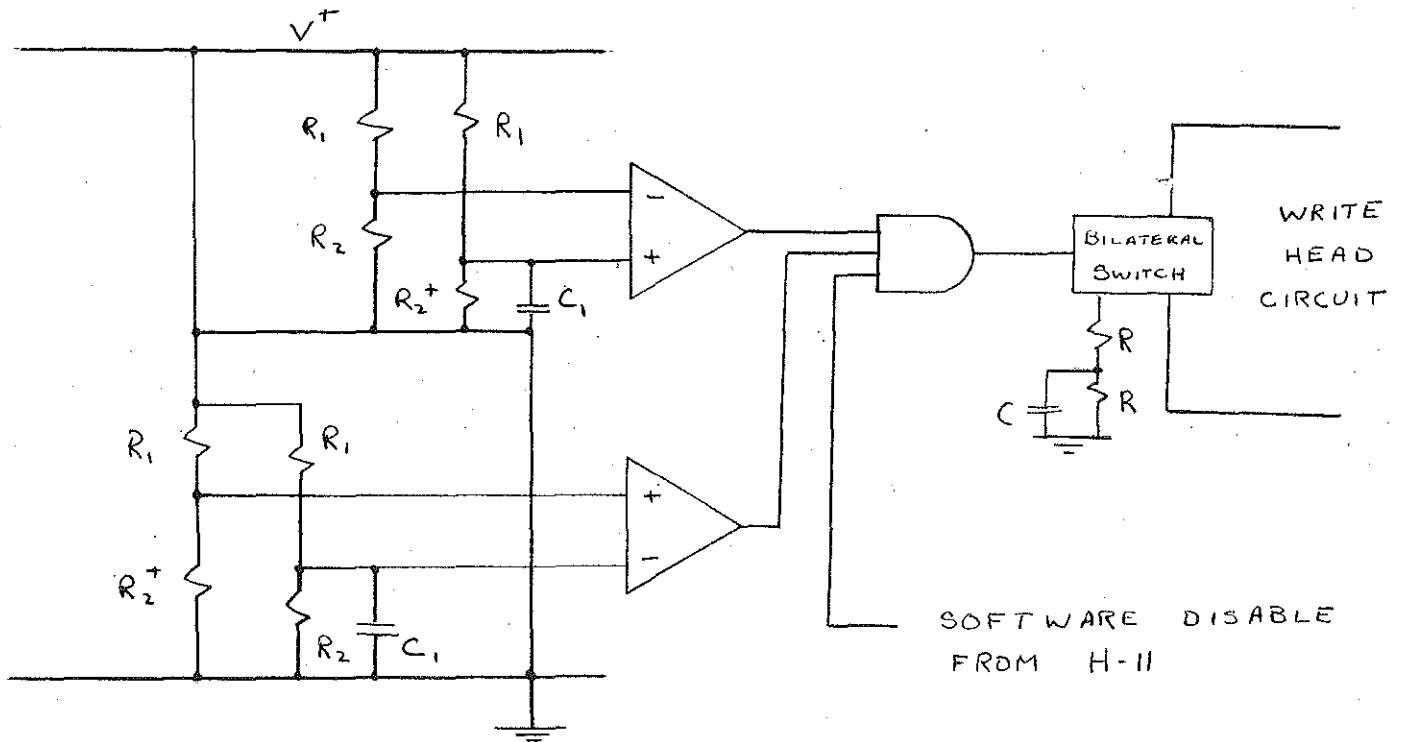 V⁺
R₁ R₁
R₂
R₂⁺ C₁
−
+
R₁ R₁
R₂⁺
R₂ C₁
+
−
BILATERAL
SWITCH
R
C R
WRITE
HEAD
CIRCUIT
SOFTWARE DISABLE
FROM H-11